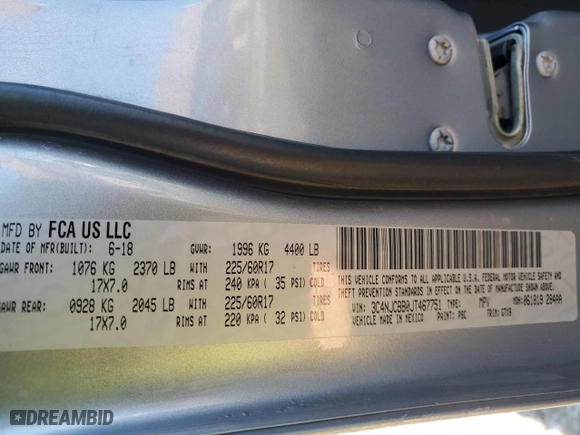 MFD BY FCA US LLC
DATE OF MFR(BUILT): 6-18 GVWR: 1996 KG 4400 LB
GAWR FRONT: 1076 KG 2370 LB WITH 225/60R17 TIRES
17X7.0 RIMS AT 240 KPA ( 35 PSI) COLD
GAWR REAR: 0928 KG 2045 LB WITH 225/60R17 TIRES
17X7.0 RIMS AT 220 KPA ( 32 PSI) COLD
THIS VEHICLE CONFORMS TO ALL APPLICABLE U.S.A. FEDERAL MOTOR VEHICLE SAFETY,
BUMPER AND THEFT PREVENTION STANDARDS IN EFFECT ON THE DATE OF MANUFACTURE SHOWN ABOVE.
VIN: 3C4NJCBB0JT467751 TYPE: MPV MDH: 061819 284AA
VEHICLE MADE IN MEXICO PAINT: PSC TRIM:
DREAMBID